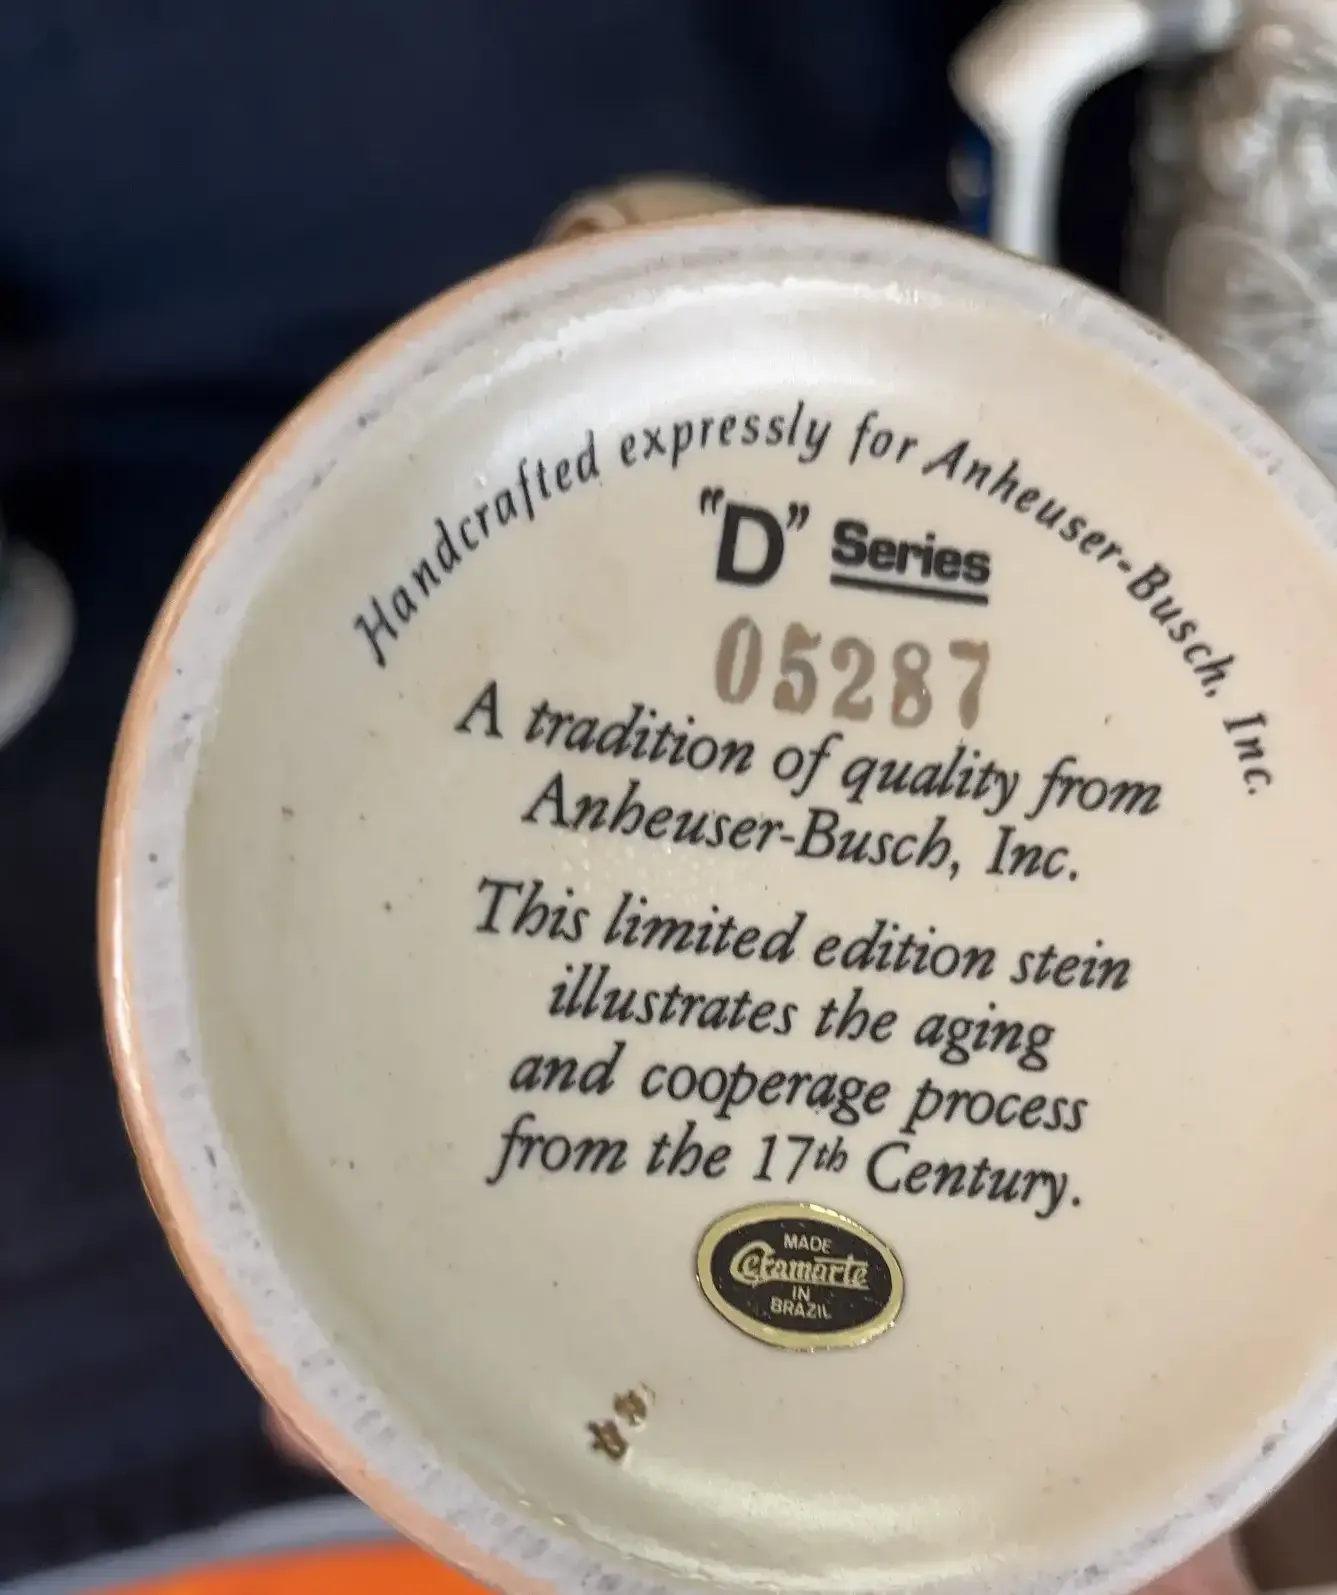 Handcrafted expressly for Anheuser-Busch, Inc.
"D" Series
05287
A tradition of quality from
Anheuser-Busch, Inc.
This limited edition stein
illustrates the aging
and cooperage process
from the 17th Century.
MADE
Ceramarte
IN
BRAZIL